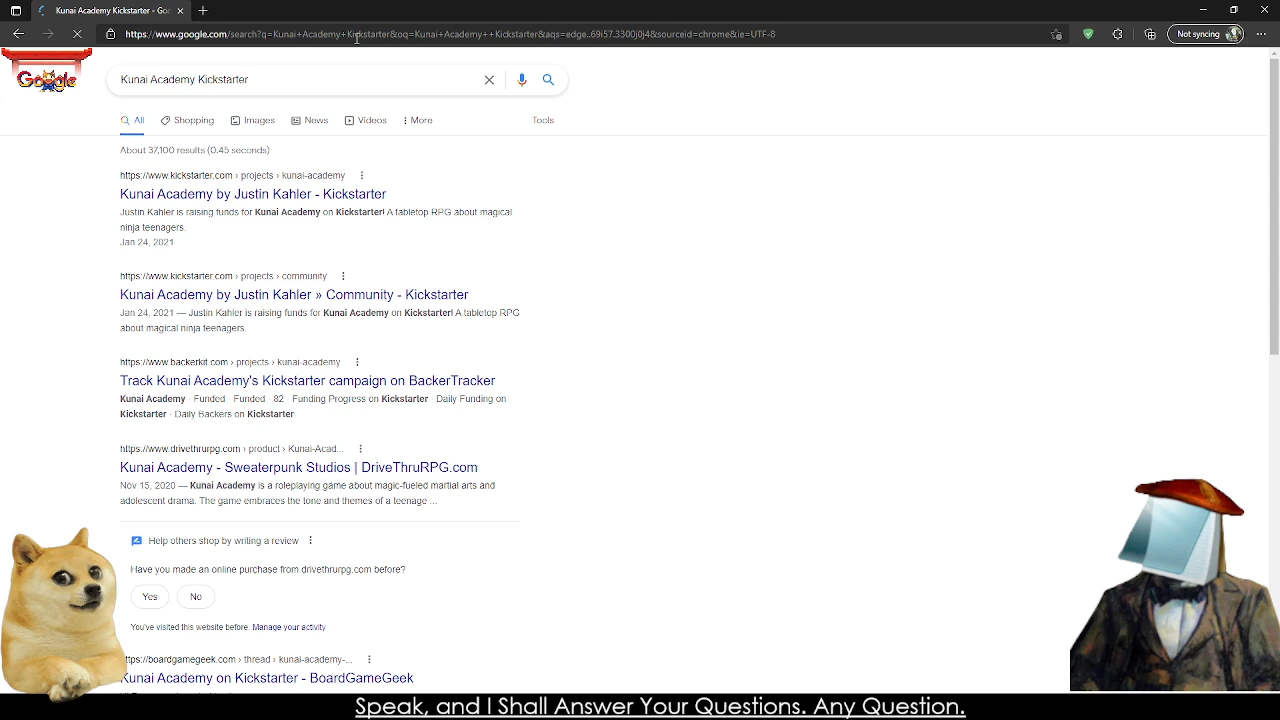 Kunai Academy Kickstarter - Goo
https://www.google.com/search?q=Kunai+Academy+Kickstarter&oq=Kunai+Academy++Kickstarter&aqs=edge..69i57.3300j0j4&sourceid=chrome&ie=UTF-8
Not syncing
Google
Kunai Academy Kickstarter
All
Shopping
Images
News
Videos
More
Tools
About 37,100 results (0.45 seconds)
https://www.kickstarter.com › projects › kunai-academy
Kunai Academy by Justin Kahler - Kickstarter
Justin Kahler is raising funds for Kunai Academy on Kickstarter! A tabletop RPG about magical
ninja teenagers.
Jan 24, 2021
https://www.kickstarter.com › projects › community
Kunai Academy by Justin Kahler » Community - Kickstarter
Jan 24, 2021 — Justin Kahler is raising funds for Kunai Academy on Kickstarter! A tabletop RPG
about magical ninja teenagers.
https://www.backerkit.com › projects › kunai-academy
Track Kunai Academy's Kickstarter campaign on BackerTracker
Kunai Academy · Funded · Funded · 82 · Funding Progress on Kickstarter · Daily Funding on
Kickstarter · Daily Backers on Kickstarter
https://www.drivethrurpg.com › product › Kunai-Acad...
Kunai Academy - Sweaterpunk Studios | DriveThruRPG.com
Nov 15, 2020 — Kunai Academy is a roleplaying game about magic-fueled martial arts and
adolescent drama. The game embraces the tone and themes of a teenage ...
Help others shop by writing a review
Have you made an online purchase from drivethrurpg.com before?
Yes
No
You've visited this website before. Manage your activity
ttps://boardgamegeek.com › thread › kunai-academy-...
Kunai Academy on Kickstarter - BoardGameGeek
Speak, and I Shall Answer Your Questions. Any Question.